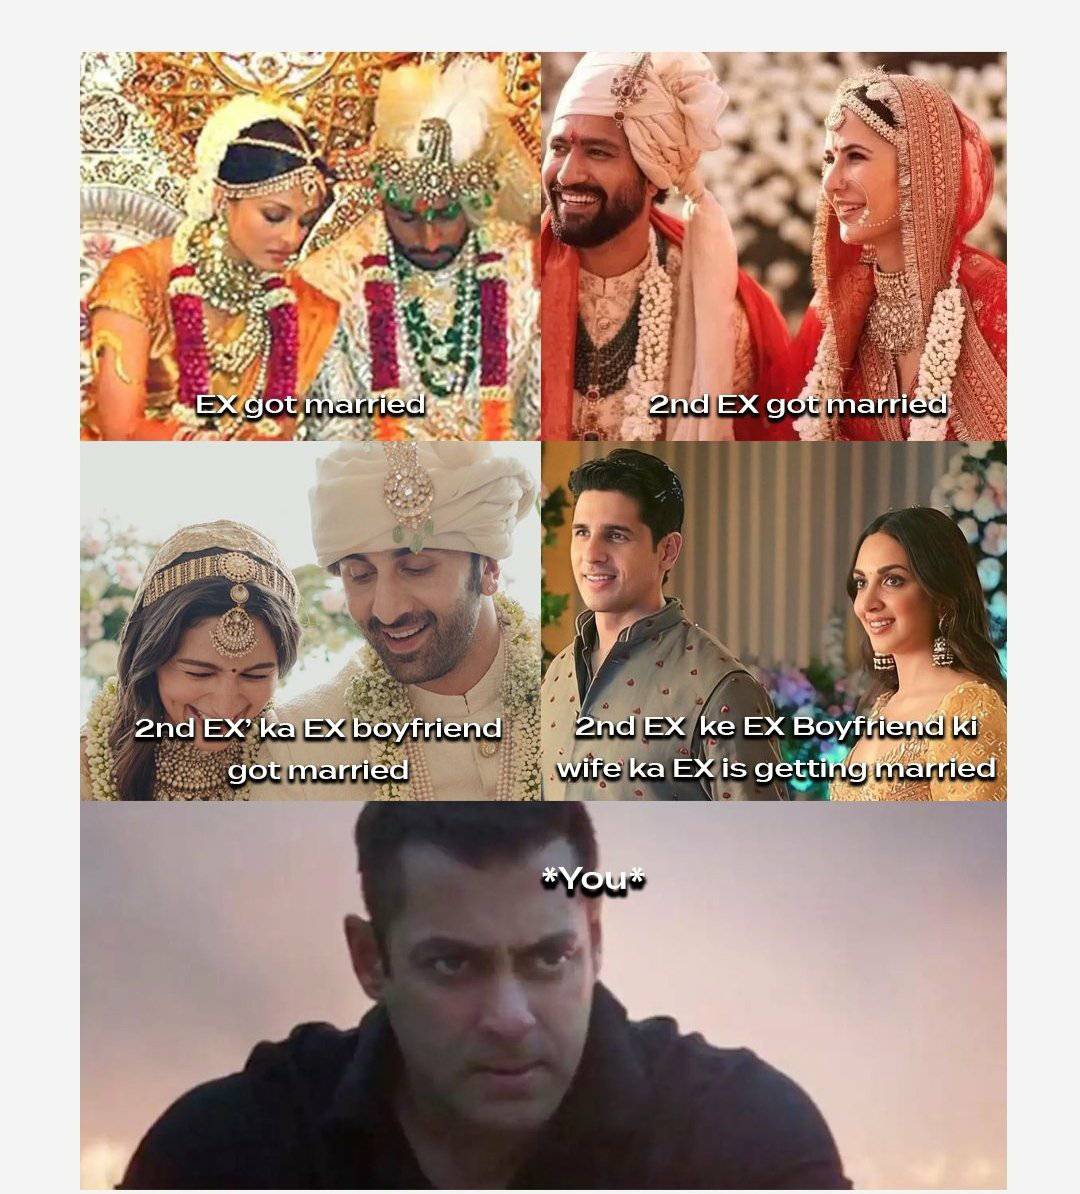 EX got married
2nd EX got married
2nd EX' ka EX boyfriend
got married
2nd EX ke EX Boyfriend ki
wife ka EX is getting married
*You*